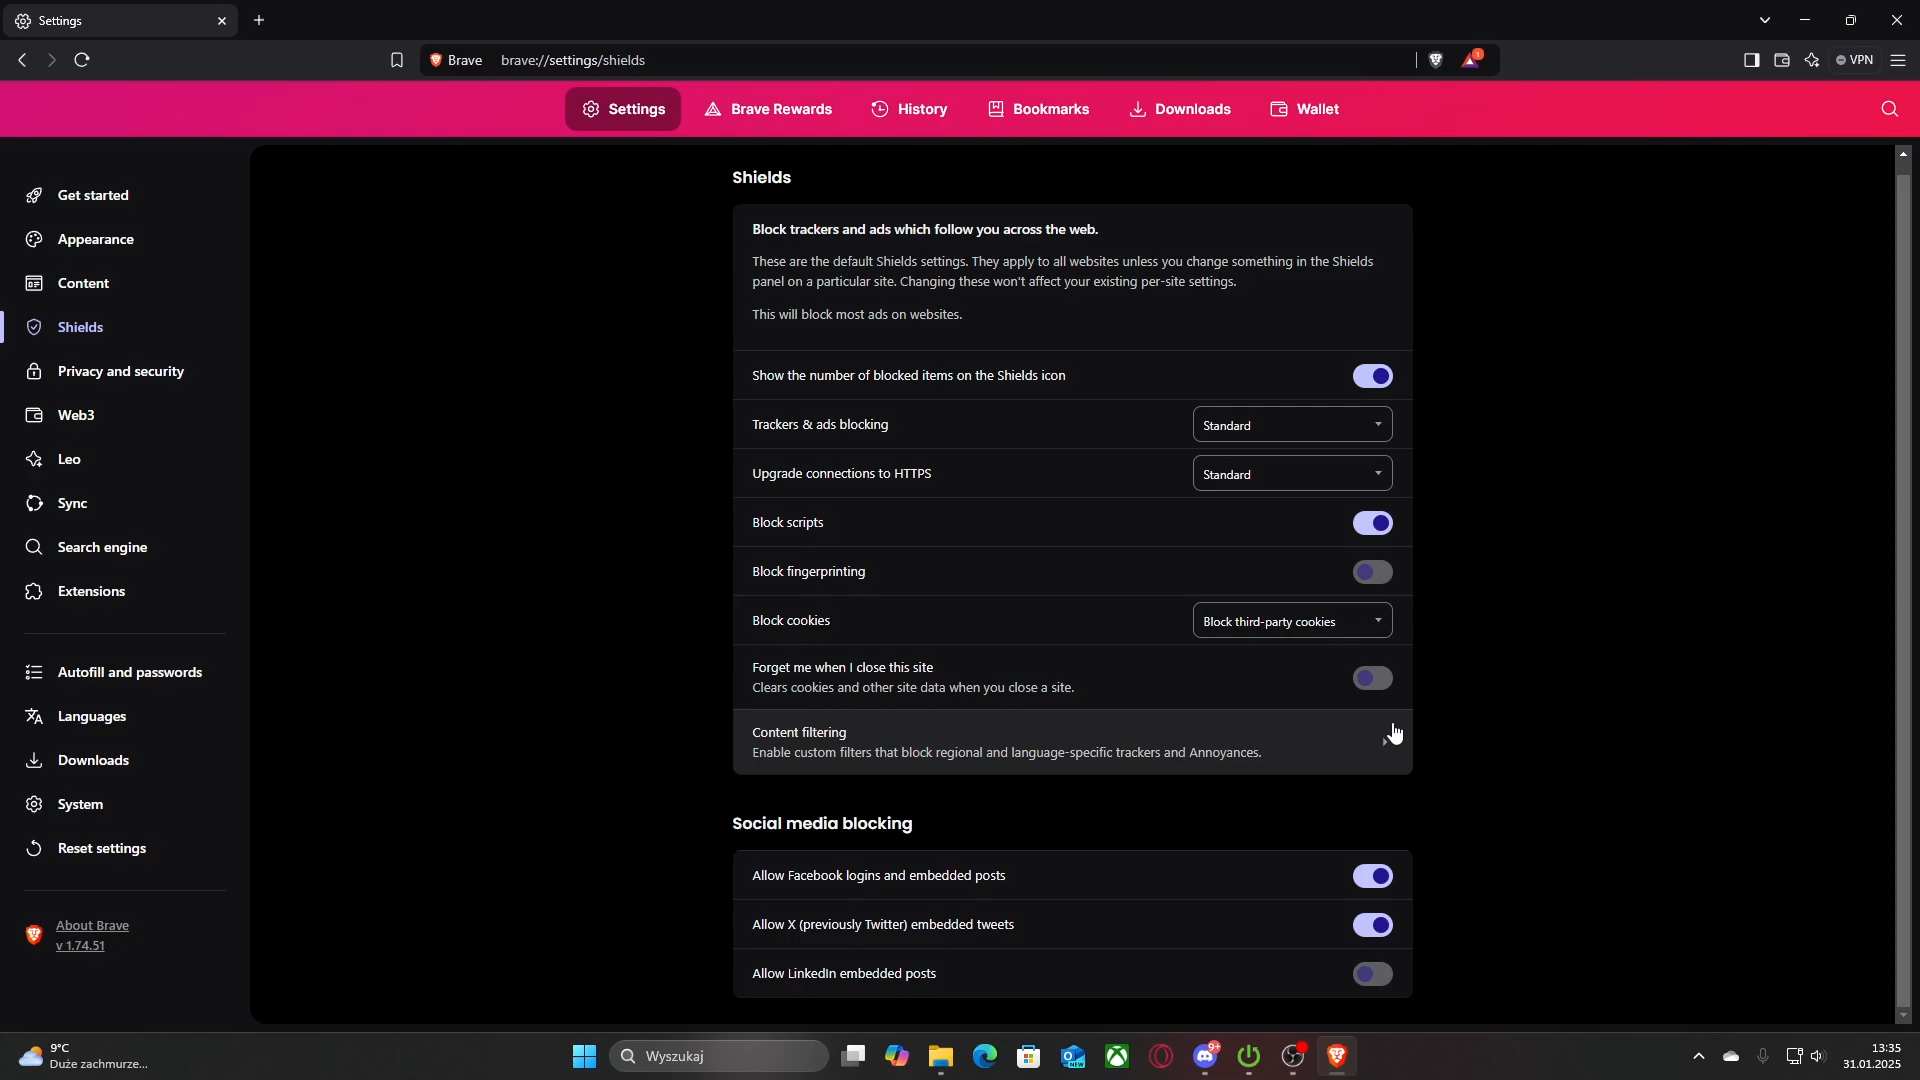 Settings
Brave brave://settings/shields
1
VPN
Settings
Brave Rewards
History
Bookmarks
Downloads
Wallet
Get started
Appearance
Content
Shields
Privacy and security
Web3
Leo
Sync
Search engine
Extensions
Autofill and passwords
Languages
Downloads
System
Reset settings
About Brave
v 1.74.51
Shields
Block trackers and ads which follow you across the web.
These are the default Shields settings. They apply to all websites unless you change something in the Shields
panel on a particular site. Changing these won't affect your existing per-site settings.
This will block most ads on websites.
Show the number of blocked items on the Shields icon
Trackers & ads blocking
Standard
Upgrade connections to HTTPS
Standard
Block scripts
Block fingerprinting
Block cookies
Block third-party cookies
Forget me when I close this site
Clears cookies and other site data when you close a site.
Content filtering
Enable custom filters that block regional and language-specific trackers and Annoyances.
Social media blocking
Allow Facebook logins and embedded posts
Allow X (previously Twitter) embedded tweets
Allow LinkedIn embedded posts
9°C
Duże zachmurze...
Wyszukaj
NEW
9+
13:35
31.01.2025